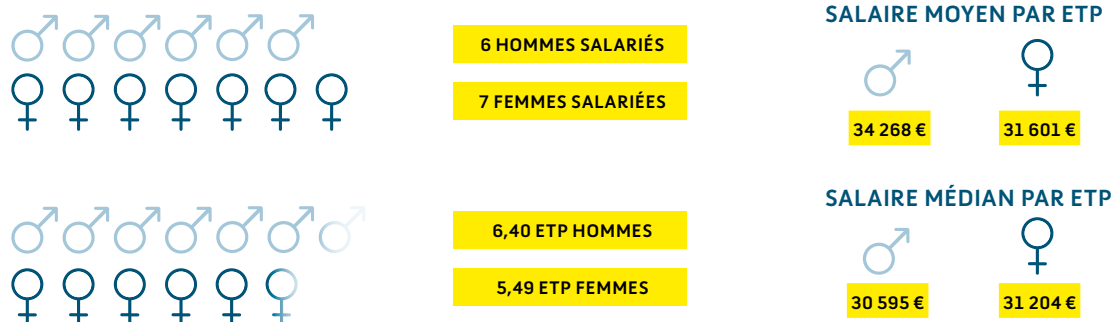 SALAIRE MOYEN PAR ETP
6 HOMMES SALARIÉS
7 FEMMES SALARIÉES
34 268 €
31 601 €
SALAIRE MÉDIAN PAR ETP
6,40 ETP HOMMES
5,49 ETP FEMMES
30 595 €
31 204 €